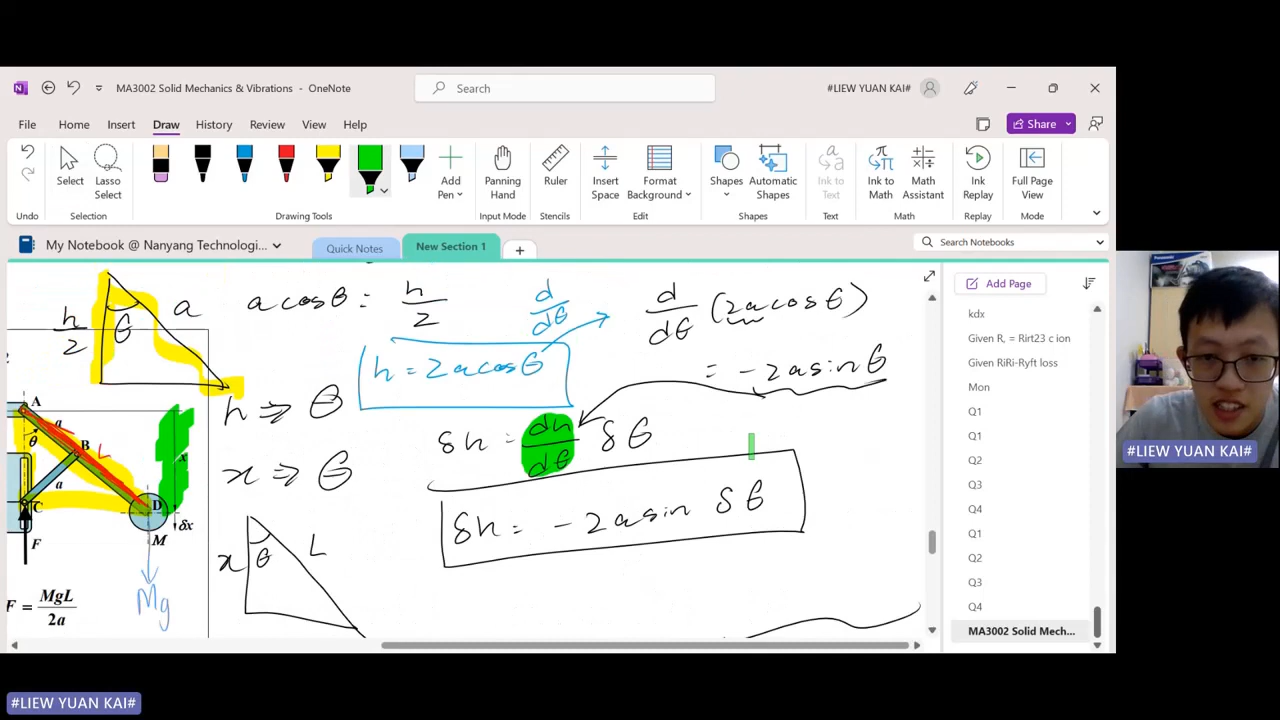 MA3002 Solid Mechanics & Vibrations - OneNote
Search
#LIEW YUAN KAI#
File Home Insert Draw History Review View Help
Share
Undo
Select
Lasso Select
Add Pen
Panning Hand
Ruler
Insert Space
Format Background
Shapes
Automatic Shapes
Ink to Text
Ink to Math
Math Assistant
Ink Replay
Full Page View
Undo
Selection
Drawing Tools
Input Mode
Stencils
Edit
Shapes
Text
Math
Replay
Mode
My Notebook @ Nanyang Technologi...
Quick Notes
New Section 1
Search Notebooks
Add Page
kdx
Given R, = Rirt23 c ion
Given RiRi-Ryft loss
Mon
Q1
Q1
Q2
Q3
Q4
Q1
Q2
Q3
Q4
MA3002 Solid Mech...
h/2
θ
a
a cos θ = h/2
d/dθ
d/dθ (2a cos θ)
h = 2a cos θ
= -2a sin θ
h ⇒ θ
δh = dh/dθ δθ
x ⇒ θ
δh = -2a sin δθ
A
a
θ
B
L
x
a
C
D
δx
M
F
Mg
F = MgL/2a
x
θ
L
#LIEW YUAN KAI#
#LIEW YUAN KAI#